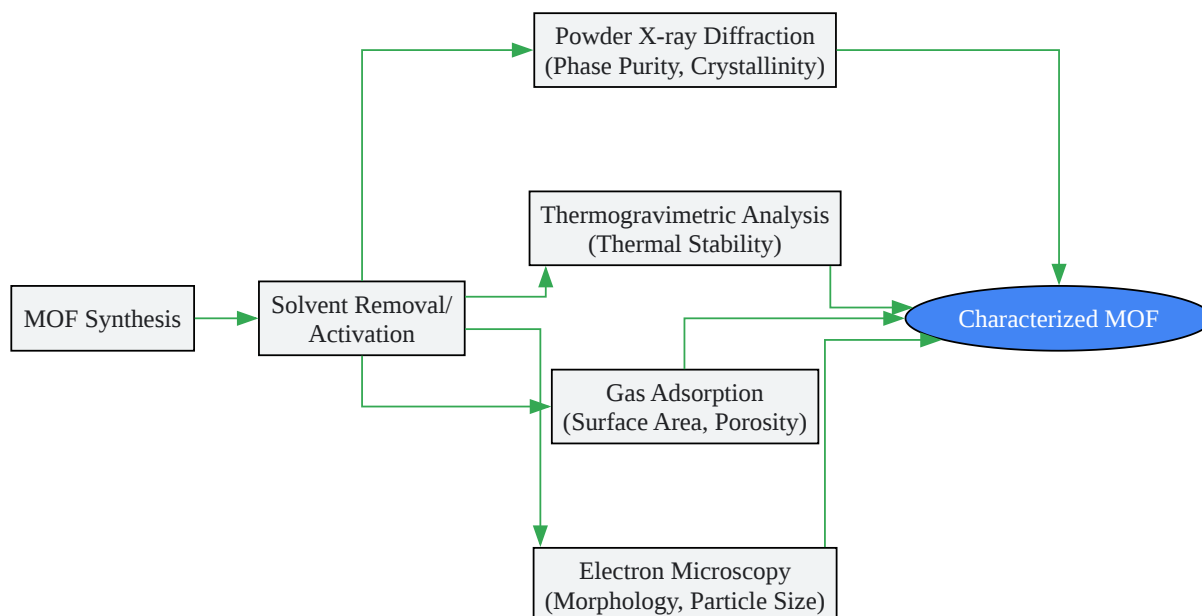 Powder X-ray Diffraction
(Phase Purity, Crystallinity)
Thermogravimetric Analysis
(Thermal Stability)
MOF Synthesis
Solvent Removal/
Activation
Characterized MOF
Gas Adsorption
(Surface Area, Porosity)
Electron Microscopy
(Morphology, Particle Size)